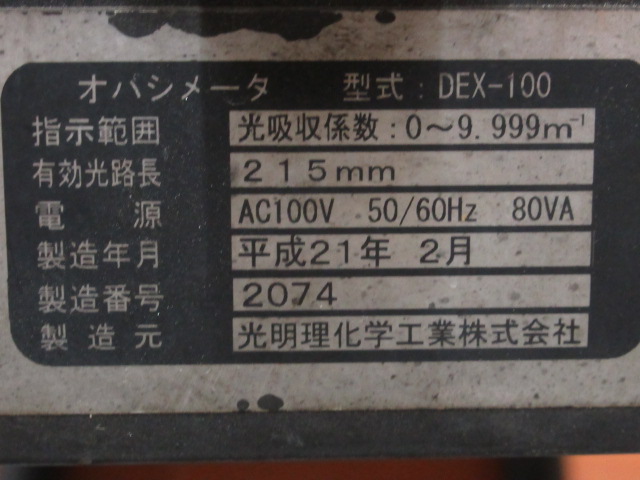 オパシメータ 型式：DEX-100
指示範囲 光吸収係数：0～9.999m⁻¹
有効光路長 215mm
電源 AC100V 50/60Hz 80VA
製造年月 平成21年 2月
製造番号 2074
製造元 光明理化学工業株式会社